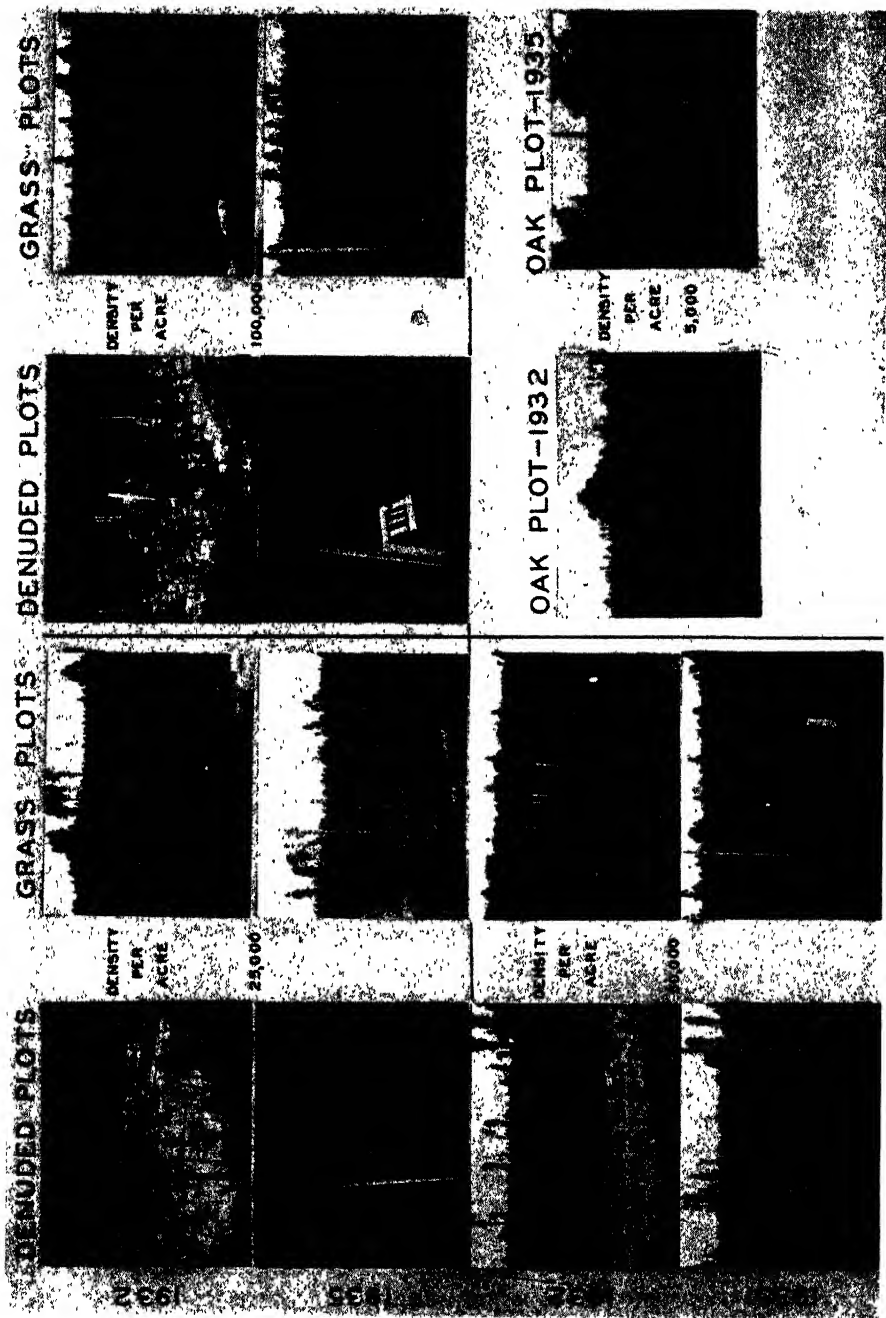 DENUDED PLOTS GRASS PLOTS DENUDED PLOTS GRASS PLOTS
1932
DENSITY
PER
ACRE
25,000
DENSITY
PER
ACRE
100,000
1935
DENSITY
PER
ACRE
OAK PLOT-1932 OAK PLOT-1935
DENSITY
PER
ACRE
5,000